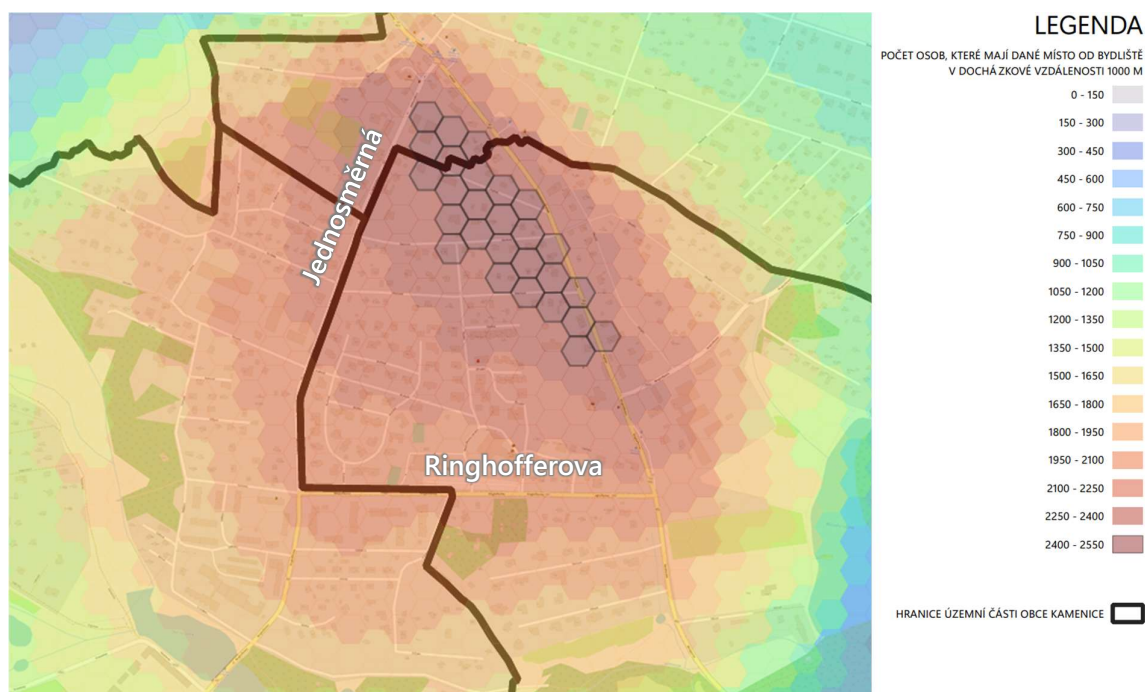 LEGENDA
POČET OSOB, KTERÉ MAJÍ DANÉ MÍSTO OD BYDLIŠTĚ
V DOCHÁZKOVÉ VZDÁLENOSTI 1000 M
0 - 150
150 - 300
300 - 450
450 - 600
600 - 750
750 - 900
900 - 1050
1050 - 1200
1200 - 1350
1350 - 1500
1500 - 1650
1650 - 1800
1800 - 1950
1950 - 2100
2100 - 2250
2250 - 2400
2400 - 2550
HRANICE ÚZEMNÍ ČÁSTI OBCE KAMENICE
Jednosměrná
Ringhofferova